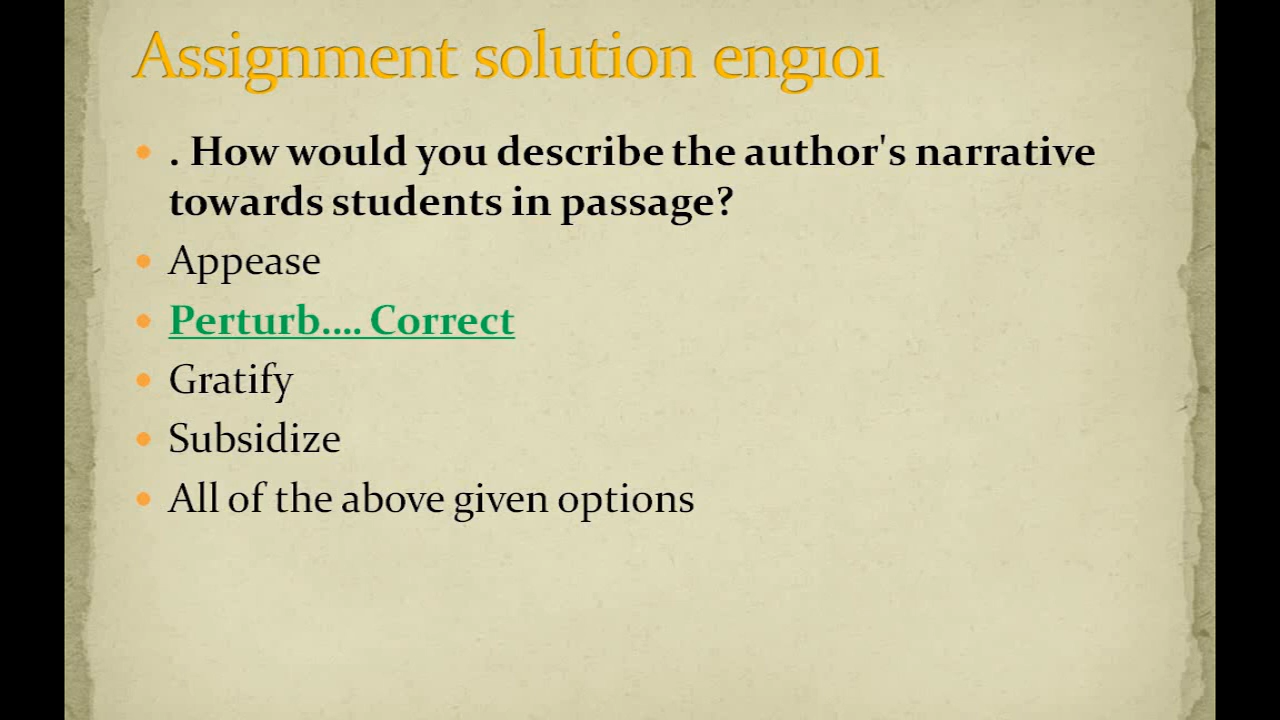 Assignment solution eng101
. How would you describe the author's narrative
towards students in passage?
Appease
Perturb.... Correct
Gratify
Subsidize
All of the above given options